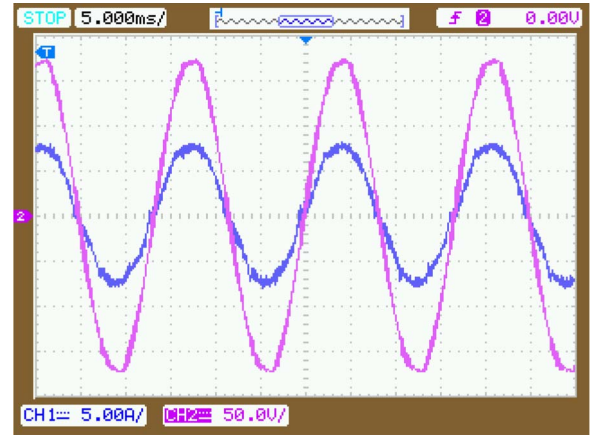 STOP 5.000ms/ f 2 0.00V
T
2
CH1== 5.00A/ CH2== 50.0V/